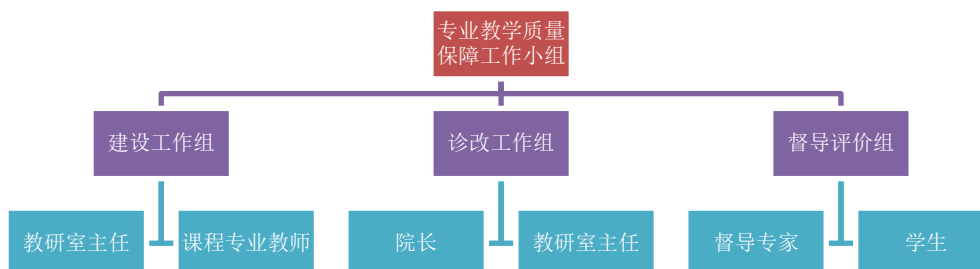 专业教学质量
保障工作小组
建设工作组
诊改工作组
督导评价组
教研室主任
课程专业教师
院长
教研室主任
督导专家
学生